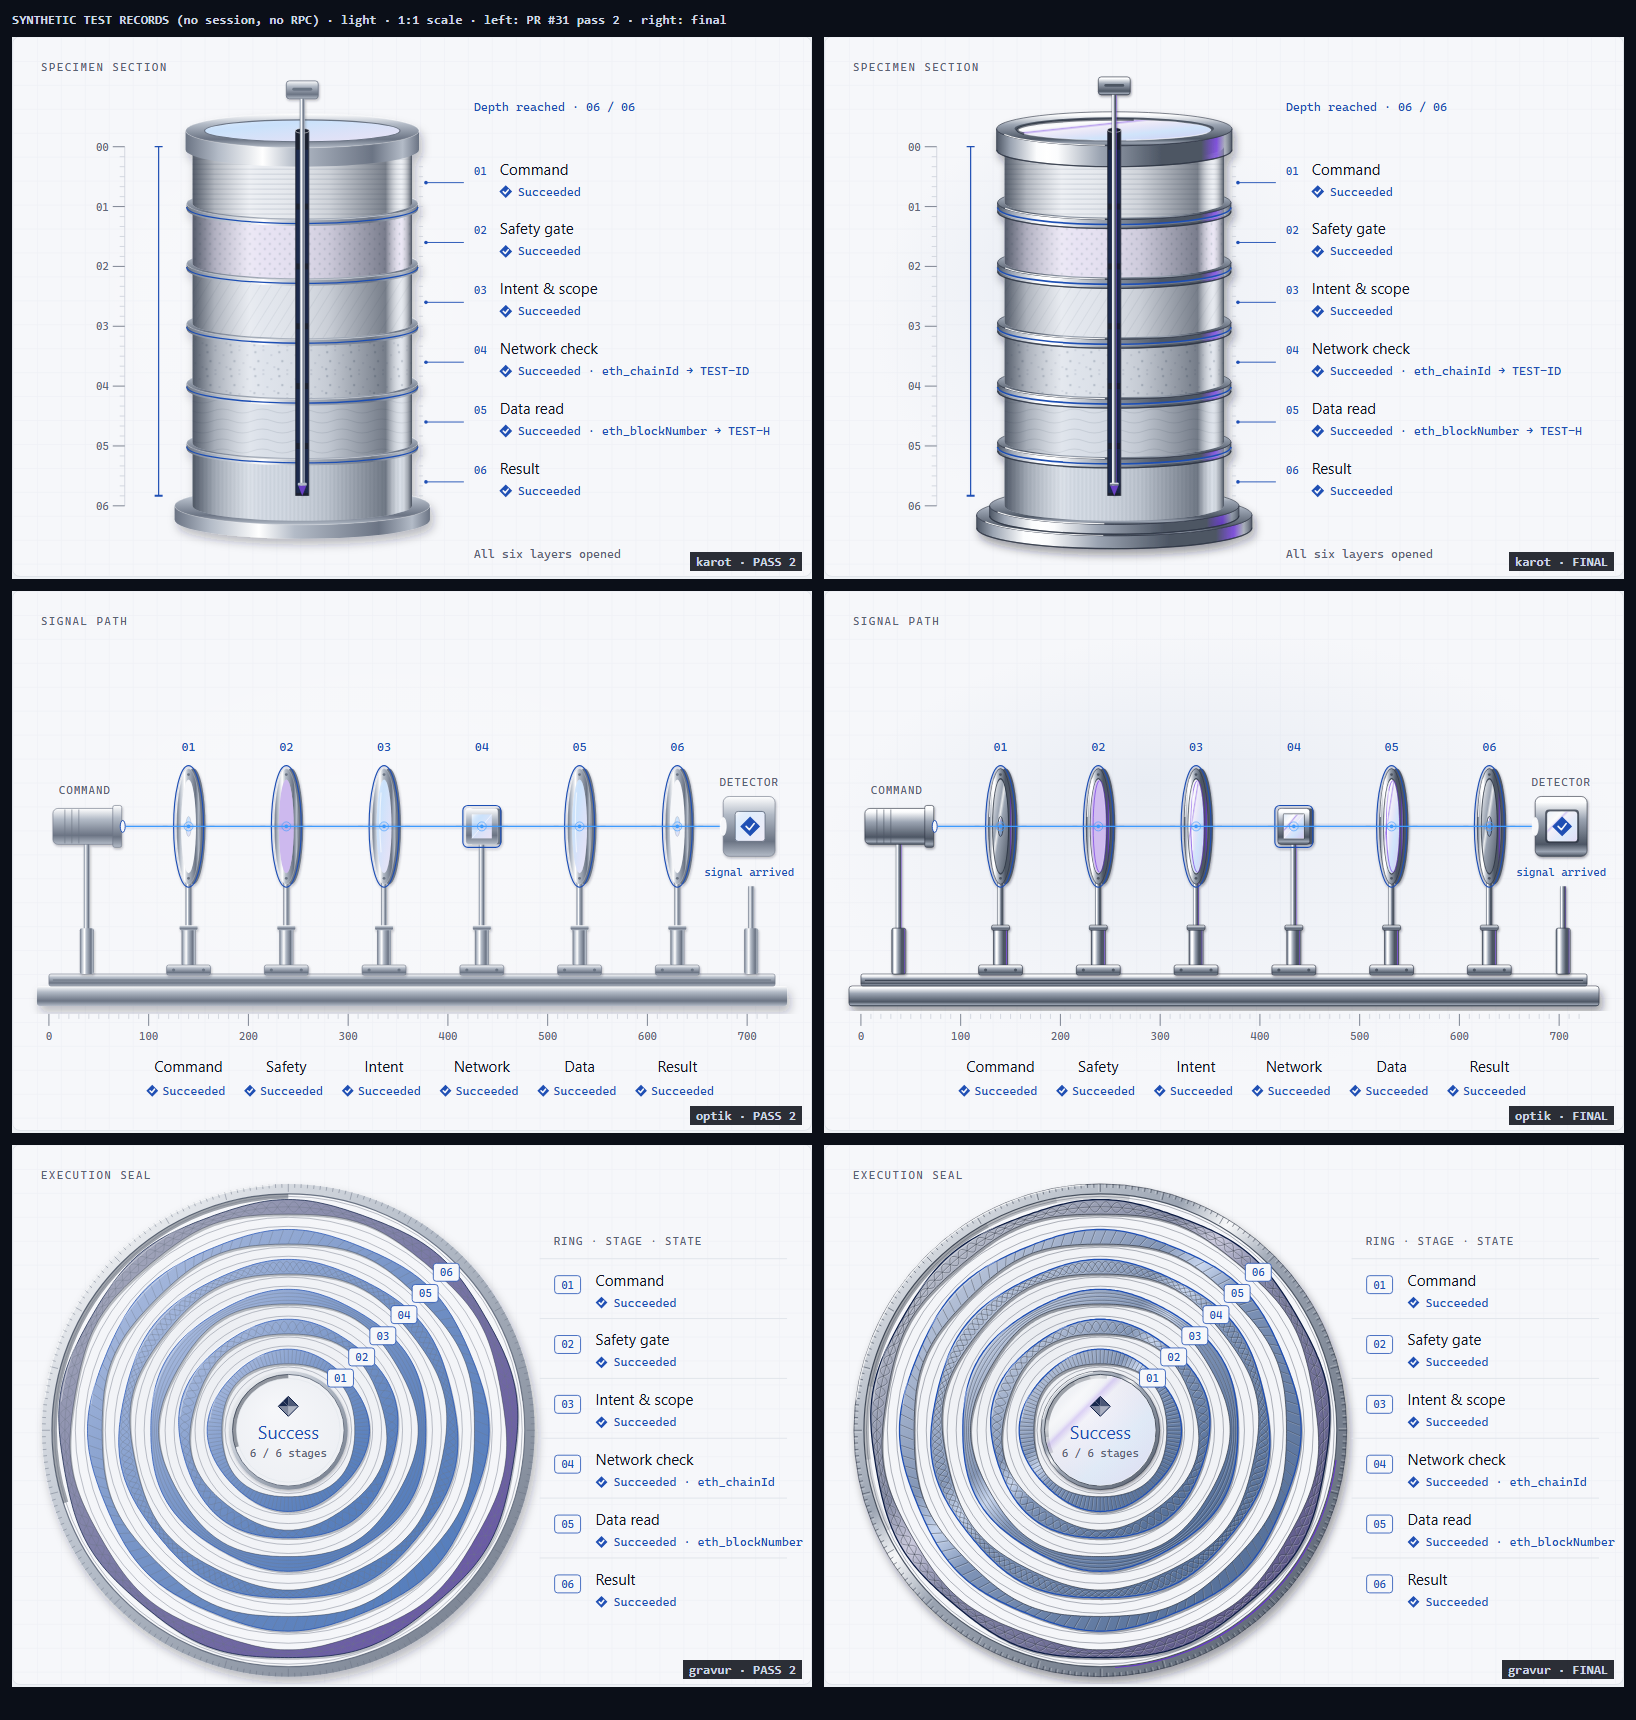 SYNTHETIC TEST RECORDS (no session, no RPC) · light · 1:1 scale · left: PR #31 pass 2 · right: final
SPECIMEN SECTION
Depth reached · 06 / 06
00
01
02
03
04
05
06
01 Command
Succeeded
02 Safety gate
Succeeded
03 Intent & scope
Succeeded
04 Network check
Succeeded · eth_chainId → TEST-ID
05 Data read
Succeeded · eth_blockNumber → TEST-H
06 Result
Succeeded
All six layers opened
karot · PASS 2
SPECIMEN SECTION
Depth reached · 06 / 06
00
01
02
03
04
05
06
01 Command
Succeeded
02 Safety gate
Succeeded
03 Intent & scope
Succeeded
04 Network check
Succeeded · eth_chainId → TEST-ID
05 Data read
Succeeded · eth_blockNumber → TEST-H
06 Result
Succeeded
All six layers opened
karot · FINAL
SIGNAL PATH
01 02 03 04 05 06
COMMAND
DETECTOR
signal arrived
0 100 200 300 400 500 600 700
Command Safety Intent Network Data Result
Succeeded Succeeded Succeeded Succeeded Succeeded Succeeded
optik · PASS 2
SIGNAL PATH
01 02 03 04 05 06
COMMAND
DETECTOR
signal arrived
0 100 200 300 400 500 600 700
Command Safety Intent Network Data Result
Succeeded Succeeded Succeeded Succeeded Succeeded Succeeded
optik · FINAL
EXECUTION SEAL
06
05
04
03
02
01
Success
6 / 6 stages
RING · STAGE · STATE
01 Command
Succeeded
02 Safety gate
Succeeded
03 Intent & scope
Succeeded
04 Network check
Succeeded · eth_chainId
05 Data read
Succeeded · eth_blockNumber
06 Result
Succeeded
gravur · PASS 2
EXECUTION SEAL
06
05
04
03
02
01
Success
6 / 6 stages
RING · STAGE · STATE
01 Command
Succeeded
02 Safety gate
Succeeded
03 Intent & scope
Succeeded
04 Network check
Succeeded · eth_chainId
05 Data read
Succeeded · eth_blockNumber
06 Result
Succeeded
gravur · FINAL